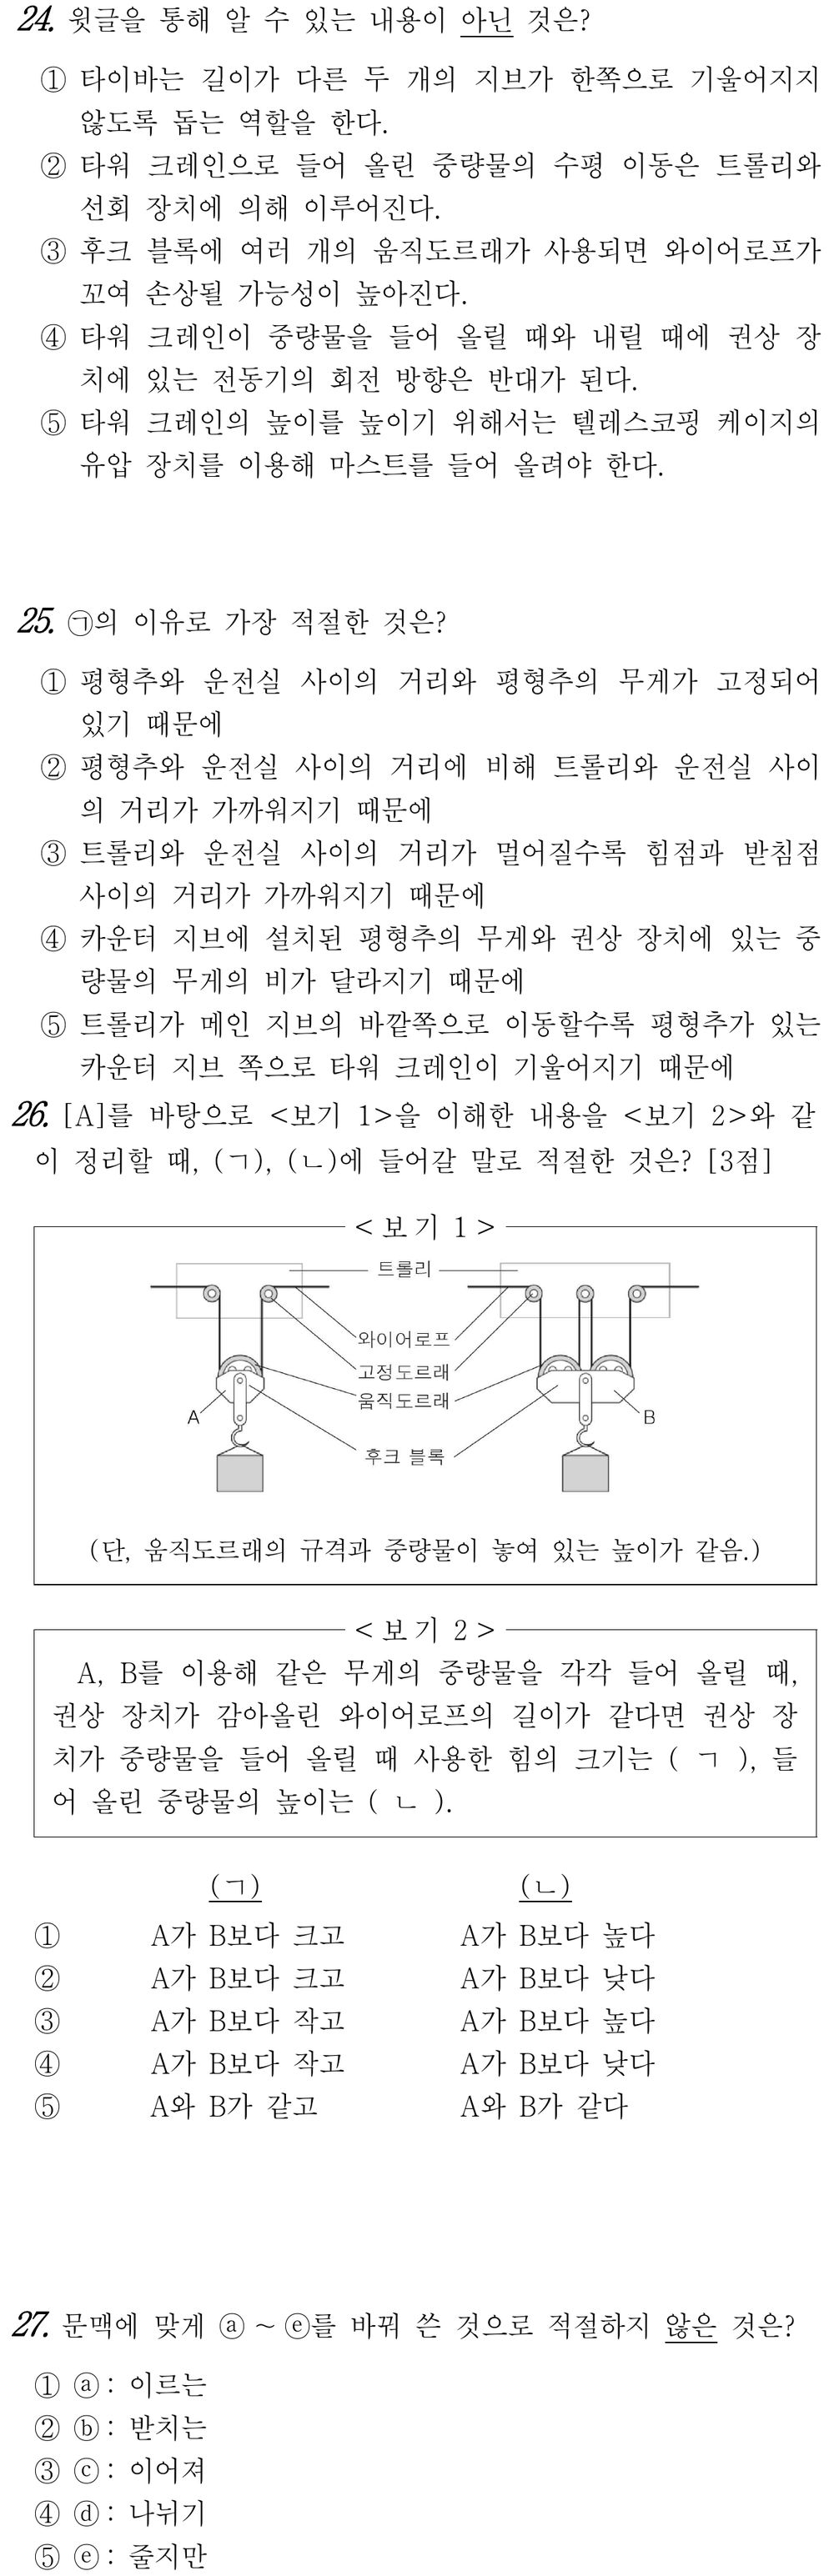 24. 윗글을 통해 알 수 있는 내용이 아닌 것은?
① 타이바는 길이가 다른 두 개의 지브가 한쪽으로 기울어지지
않도록 돕는 역할을 한다.
② 타워 크레인으로 들어 올린 중량물의 수평 이동은 트롤리와
선회 장치에 의해 이루어진다.
③ 후크 블록에 여러 개의 움직도르래가 사용되면 와이어로프가
꼬여 손상될 가능성이 높아진다.
④ 타워 크레인이 중량물을 들어 올릴 때와 내릴 때에 권상 장
치에 있는 전동기의 회전 방향은 반대가 된다.
⑤ 타워 크레인의 높이를 높이기 위해서는 텔레스코핑 케이지의
유압 장치를 이용해 마스트를 들어 올려야 한다.
25. ㉠의 이유로 가장 적절한 것은?
① 평형추와 운전실 사이의 거리와 평형추의 무게가 고정되어
있기 때문에
② 평형추와 운전실 사이의 거리에 비해 트롤리와 운전실 사이
의 거리가 가까워지기 때문에
③ 트롤리와 운전실 사이의 거리가 멀어질수록 힘점과 받침점
사이의 거리가 가까워지기 때문에
④ 카운터 지브에 설치된 평형추의 무게와 권상 장치에 있는 중
량물의 무게의 비가 달라지기 때문에
⑤ 트롤리가 메인 지브의 바깥쪽으로 이동할수록 평형추가 있는
카운터 지브 쪽으로 타워 크레인이 기울어지기 때문에
26. [A]를 바탕으로 <보기 1>을 이해한 내용을 <보기 2>와 같
이 정리할 때, (ㄱ), (ㄴ)에 들어갈 말로 적절한 것은? [3점]
<보기 1>
트롤리
와이어로프
고정도르래
움직도르래
A
B
후크 블록
(단, 움직도르래의 규격과 중량물이 놓여 있는 높이가 같음.)
<보기 2>
A, B를 이용해 같은 무게의 중량물을 각각 들어 올릴 때,
권상 장치가 감아올린 와이어로프의 길이가 같다면 권상 장
치가 중량물을 들어 올릴 때 사용한 힘의 크기는 ( ㄱ ), 들
어 올린 중량물의 높이는 ( ㄴ ).
(ㄱ) (ㄴ)
① A가 B보다 크고 A가 B보다 높다
② A가 B보다 크고 A가 B보다 낮다
③ A가 B보다 작고 A가 B보다 높다
④ A가 B보다 작고 A가 B보다 낮다
⑤ A와 B가 같고 A와 B가 같다
27. 문맥에 맞게 ⓐ ~ ⓔ를 바꿔 쓴 것으로 적절하지 않은 것은?
① ⓐ: 이르는
② ⓑ: 받치는
③ ⓒ: 이어져
④ ⓓ: 나뉘기
⑤ ⓔ: 줄지만